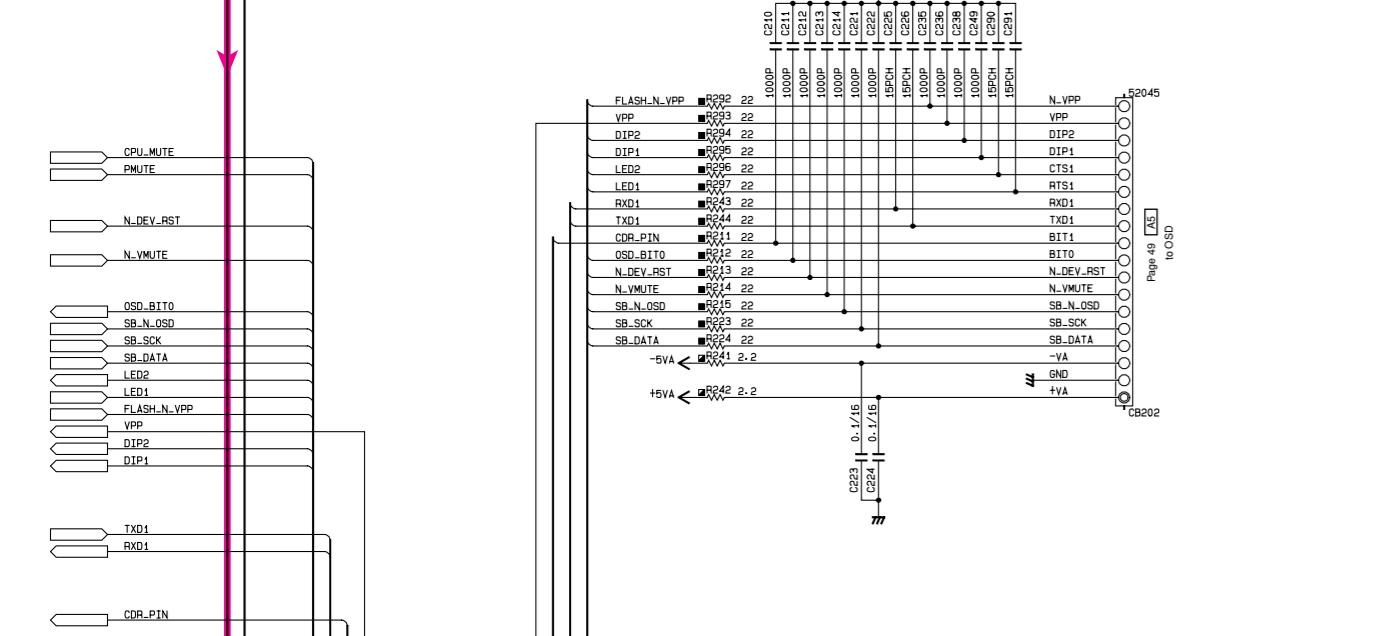 CPU_MUTE
PMUTE
N_DEV_RST
N_VMUTE
OSD_BIT0
SB_N_OSD
SB_SCK
SB_DATA
LED2
LED1
FLASH_N_VPP
VPP
DIP2
DIP1
TXD1
RXD1
CDR_PIN
C210 C211 C212 C213 C214 C221 C222 C225 C226 C235 C236 C238 C249 C290 C291
1000P 1000P 1000P 1000P 1000P 1000P 1000P 15PCH 15PCH 1000P 1000P 1000P 1000P 15PCH 15PCH
52045
FLASH_N_VPP R292 22 N_VPP
VPP R293 22 VPP
DIP2 R294 22 DIP2
DIP1 R295 22 DIP1
LED2 R296 22 CTS1
LED1 R297 22 RTS1
RXD1 R243 22 RXD1
TXD1 R244 22 TXD1
CDR_PIN R211 22 BIT1
OSD_BIT0 R212 22 BIT0
N_DEV_RST R213 22 N_DEV_RST
N_VMUTE R214 22 N_VMUTE
SB_N_OSD R215 22 SB_N_OSD
SB_SCK R223 22 SB_SCK
SB_DATA R224 22 SB_DATA
-5VA R241 2.2 -VA
GND
+5VA R242 2.2 +VA
CB202
Page 49 A5
to OSD
0.1/16 0.1/16
C223 C224